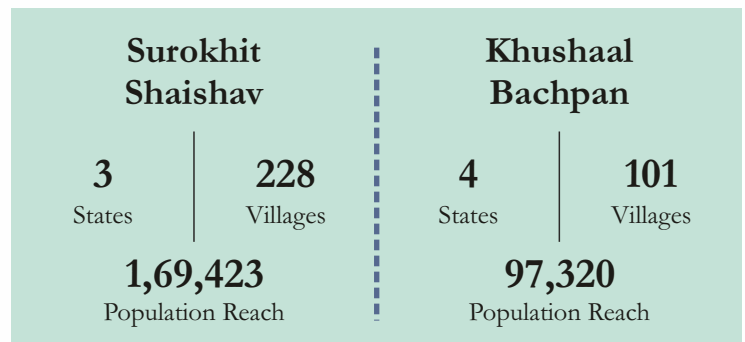 Surokhit
Shaishav
3
States
228
Villages
1,69,423
Population Reach
Khushaal
Bachpan
4
States
101
Villages
97,320
Population Reach